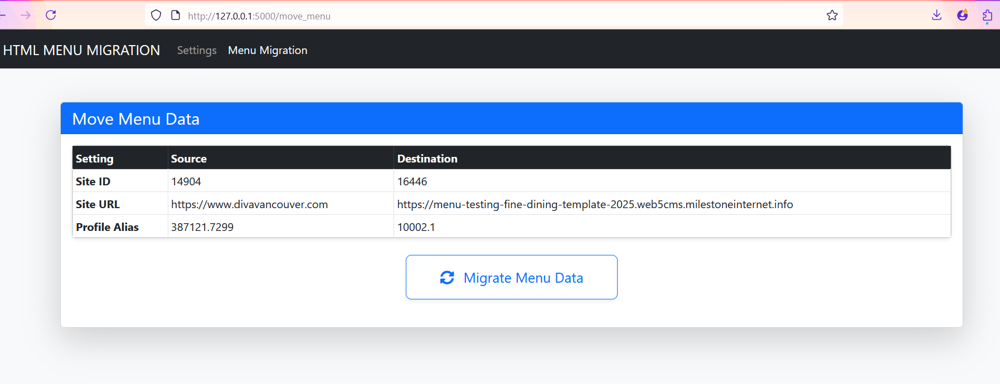 http://127.0.0.1:5000/move_menu
HTML MENU MIGRATION Settings Menu Migration
Move Menu Data
Setting Source Destination
Site ID 14904 16446
Site URL https://www.divavancouver.com https://menu-testing-fine-dining-template-2025.web5cms.milestoneinternet.info
Profile Alias 387121.7299 10002.1
Migrate Menu Data